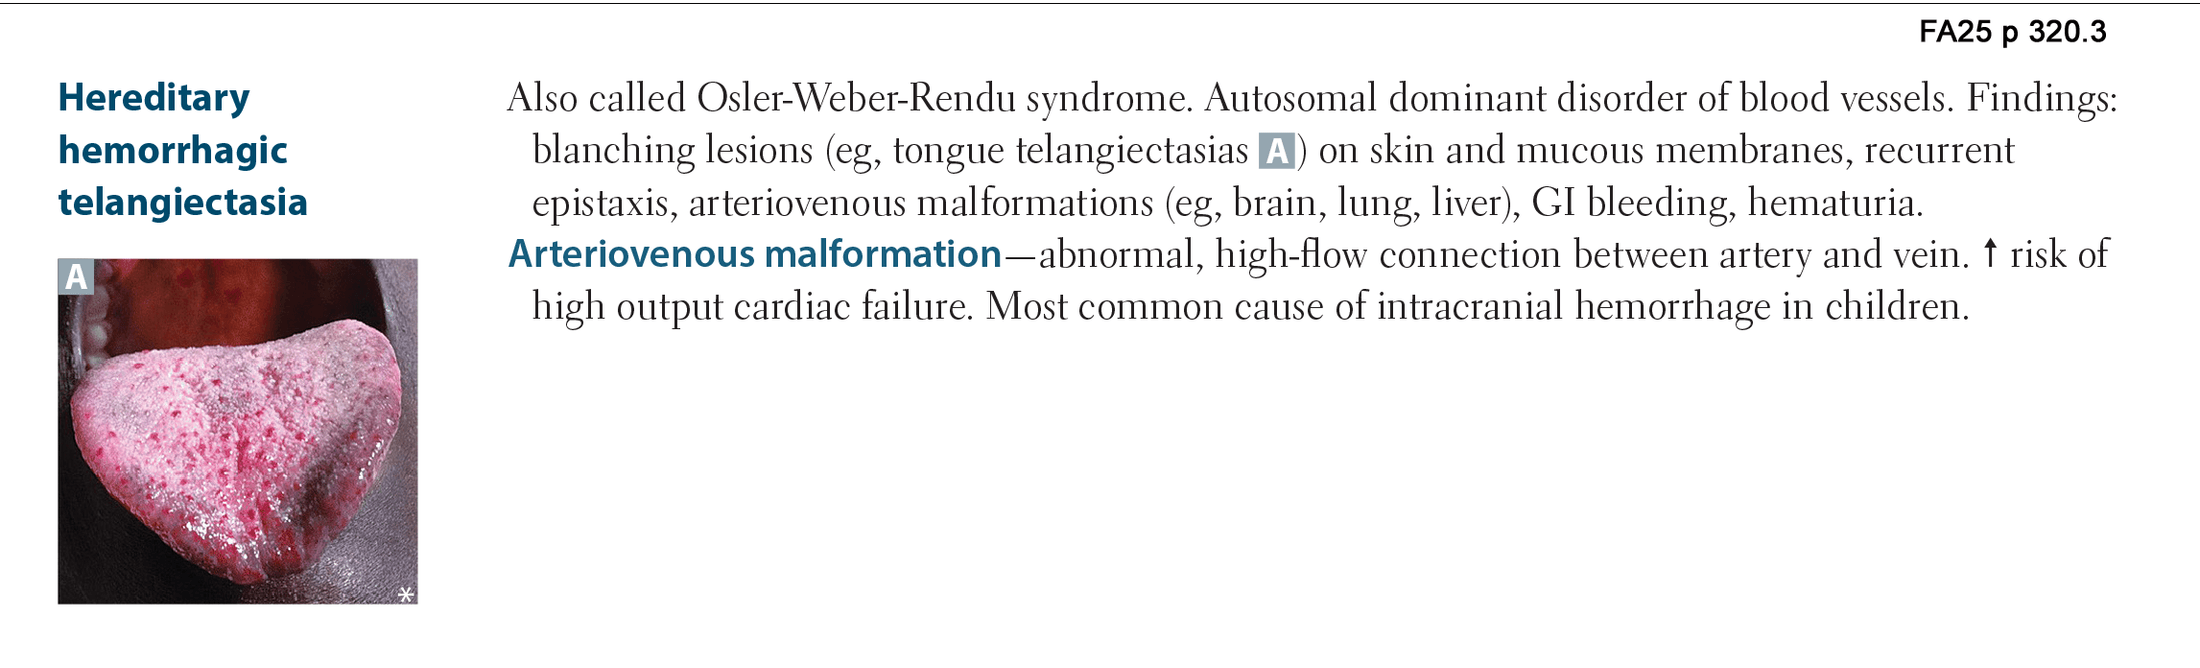 FA25 p 320.3
Hereditary
hemorrhagic
telangiectasia
A
*
Also called Osler-Weber-Rendu syndrome. Autosomal dominant disorder of blood vessels. Findings:
blanching lesions (eg, tongue telangiectasias A) on skin and mucous membranes, recurrent
epistaxis, arteriovenous malformations (eg, brain, lung, liver), GI bleeding, hematuria.
Arteriovenous malformation—abnormal, high-flow connection between artery and vein. ↑ risk of
high output cardiac failure. Most common cause of intracranial hemorrhage in children.